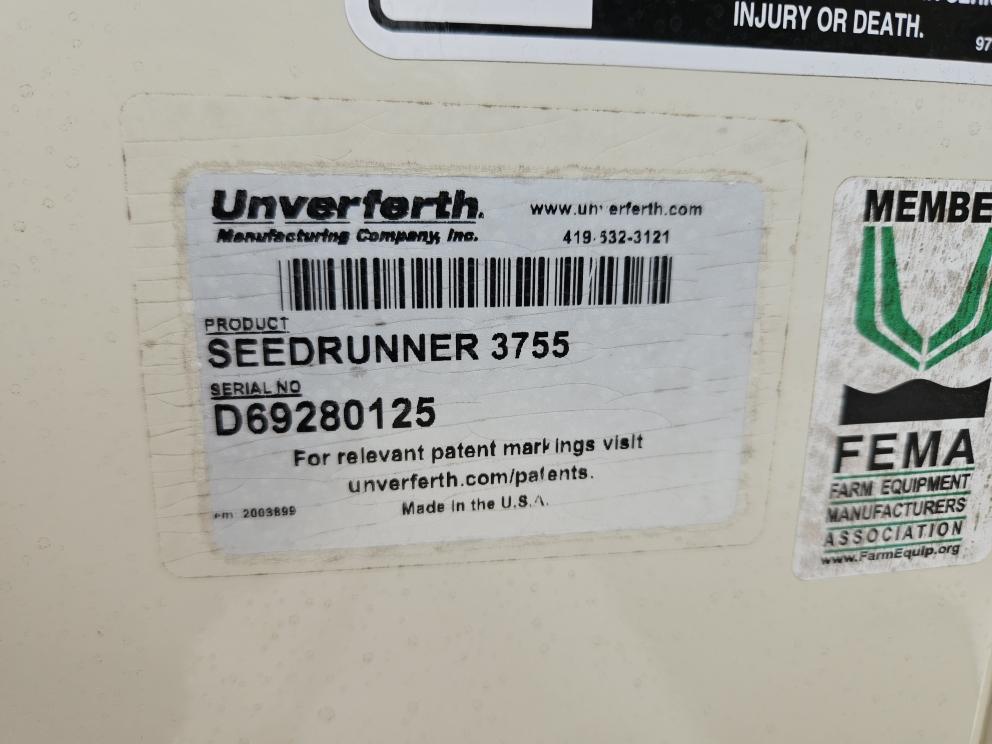 INJURY OR DEATH.
97
Unverferth.
www.unverferth.com
Manufacturing Company, Inc.
419-532-3121
PRODUCT
SEEDRUNNER 3755
SERIAL NO
D69280125
For relevant patent markings visit
unverferth.com/patents.
Made in the U.S.A.
2003899
MEMBE
FEMA
FARM EQUIPMENT
MANUFACTURERS
ASSOCIATION
www.FarmEquip.org